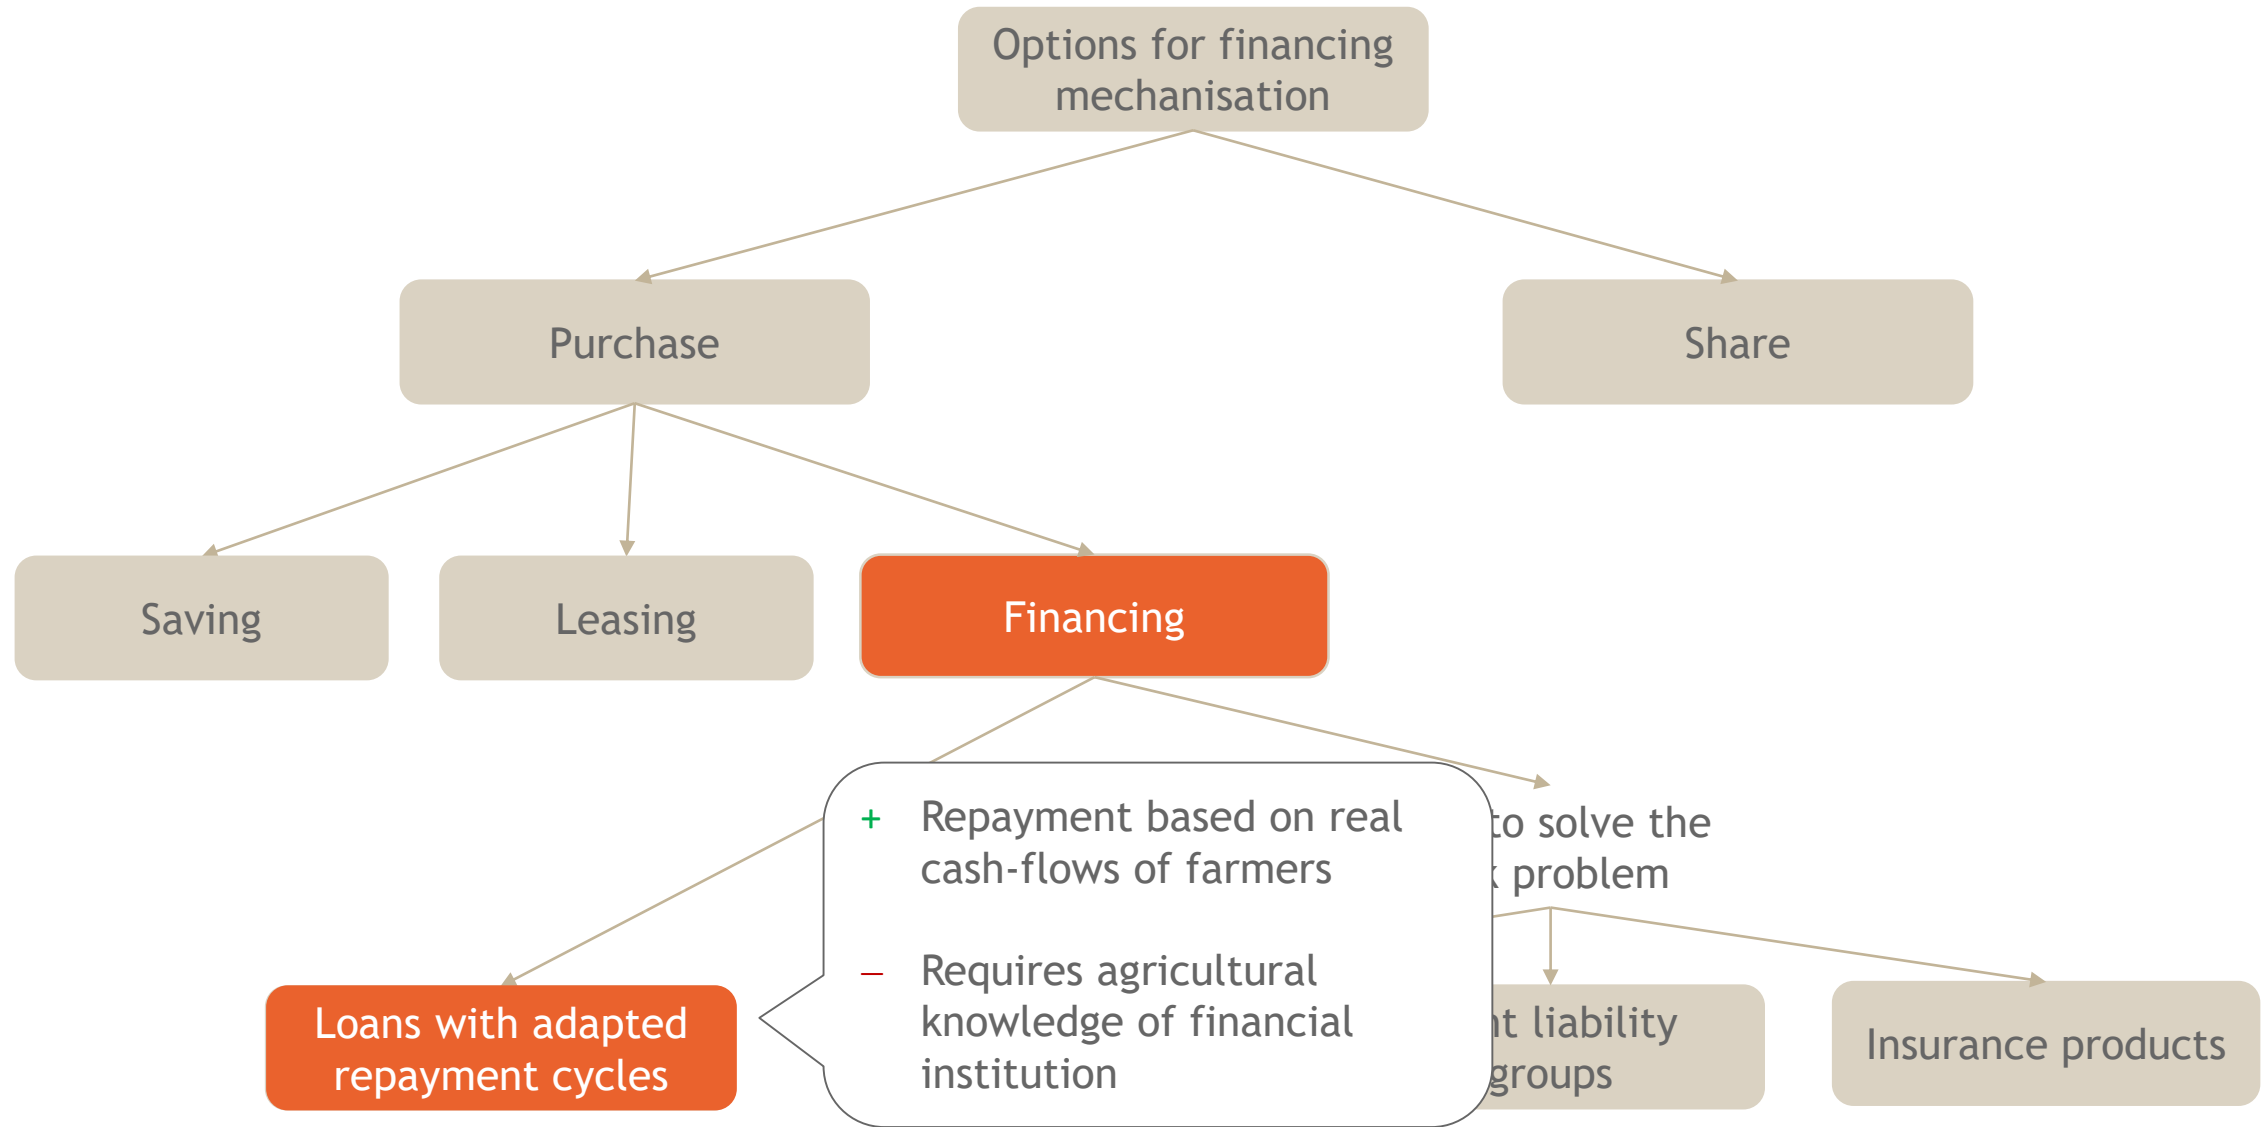 Options for financing
mechanisation
Purchase
Share
Saving
Leasing
Financing
+ Repayment based on real
cash-flows of farmers
– Requires agricultural
knowledge of financial
institution
to solve the
problem
Loans with adapted
repayment cycles
liability
groups
Insurance products